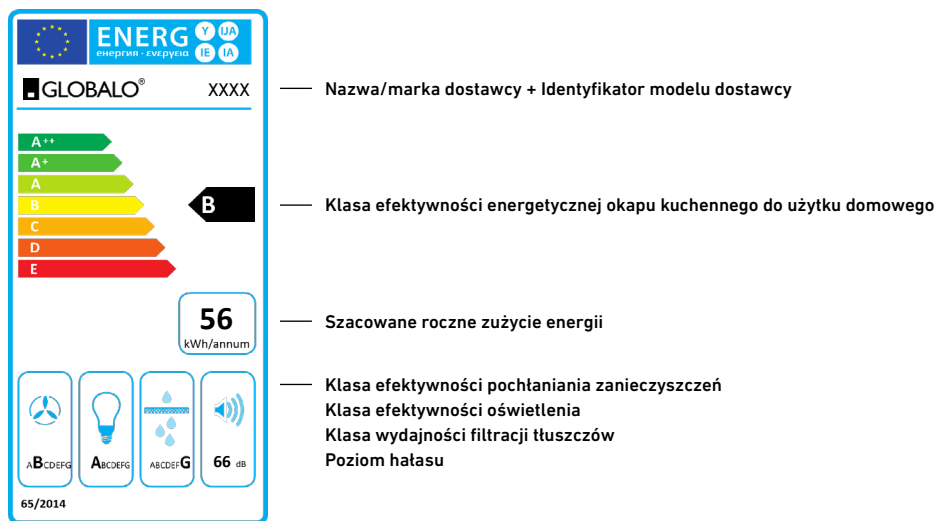 ENERG Y IJA
енергия · ενεργεια IE IA
GLOBALO® XXXX
Nazwa/marka dostawcy + Identyfikator modelu dostawcy
A++
A+
A
B
B
Klasa efektywności energetycznej okapu kuchennego do użytku domowego
C
D
E
56
kWh/annum
Szacowane roczne zużycie energii
Klasa efektywności pochłaniania zanieczyszczeń
Klasa efektywności oświetlenia
Klasa wydajności filtracji tłuszczów
Poziom hałasu
ABCDEFG
ABCDEFG
ABCDEFG
66 dB
65/2014